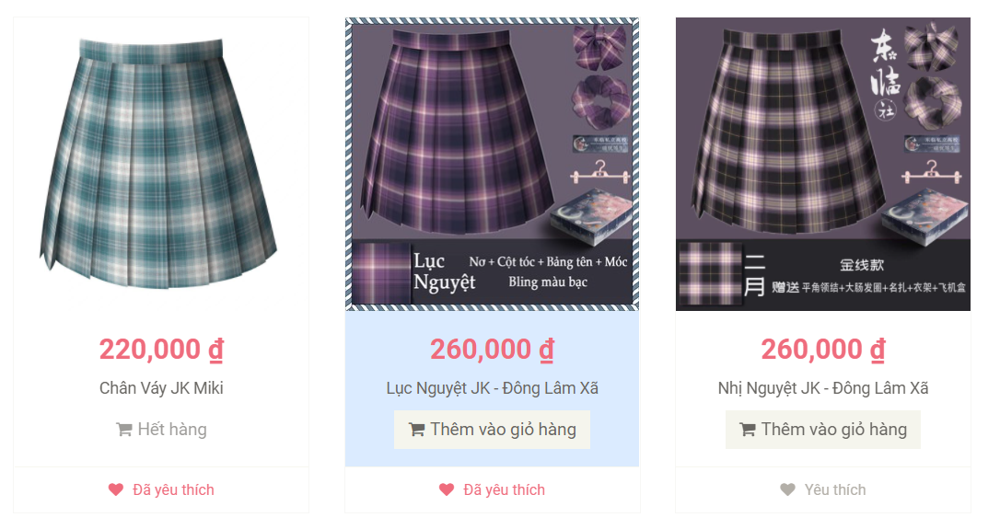 220,000 ₫
Chân Váy JK Miki
Hết hàng
Đã yêu thích
Lục
Nguyệt
Nơ + Cột tóc + Bảng tên + Móc
Bling màu bạc
260,000 ₫
Lục Nguyệt JK - Đông Lâm Xã
Thêm vào giỏ hàng
Đã yêu thích
东临社
二月
金线款
赠送 平角领结+大肠发圈+名扎+衣架+飞机盒
260,000 ₫
Nhị Nguyệt JK - Đông Lâm Xã
Thêm vào giỏ hàng
Yêu thích